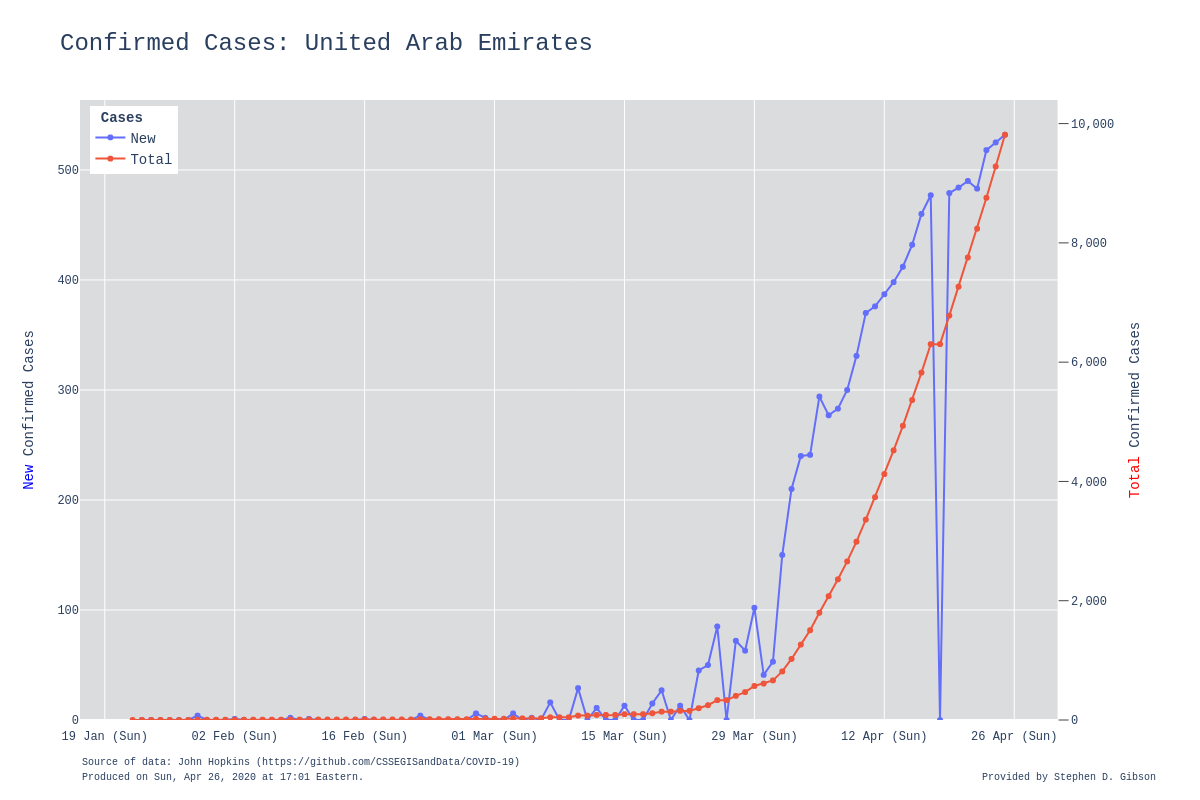 Confirmed Cases: United Arab Emirates
Cases
New
Total
500
400
300
200
100
0
10,000
8,000
6,000
4,000
2,000
0
New Confirmed Cases
Total Confirmed Cases
19 Jan (Sun) 02 Feb (Sun) 16 Feb (Sun) 01 Mar (Sun) 15 Mar (Sun) 29 Mar (Sun) 12 Apr (Sun) 26 Apr (Sun)
Source of data: John Hopkins (https://github.com/CSSEGISandData/COVID-19)
Produced on Sun, Apr 26, 2020 at 17:01 Eastern.
Provided by Stephen D. Gibson